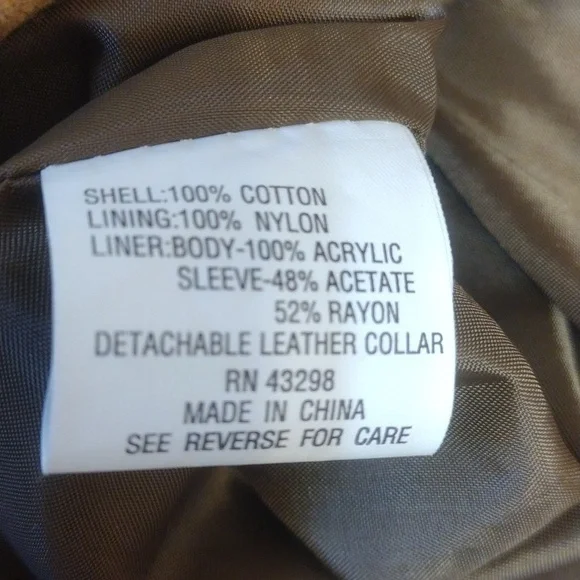 SHELL:100% COTTON
LINING:100% NYLON
LINER:BODY-100% ACRYLIC
SLEEVE-48% ACETATE
52% RAYON
DETACHABLE LEATHER COLLAR
RN 43298
MADE IN CHINA
SEE REVERSE FOR CARE